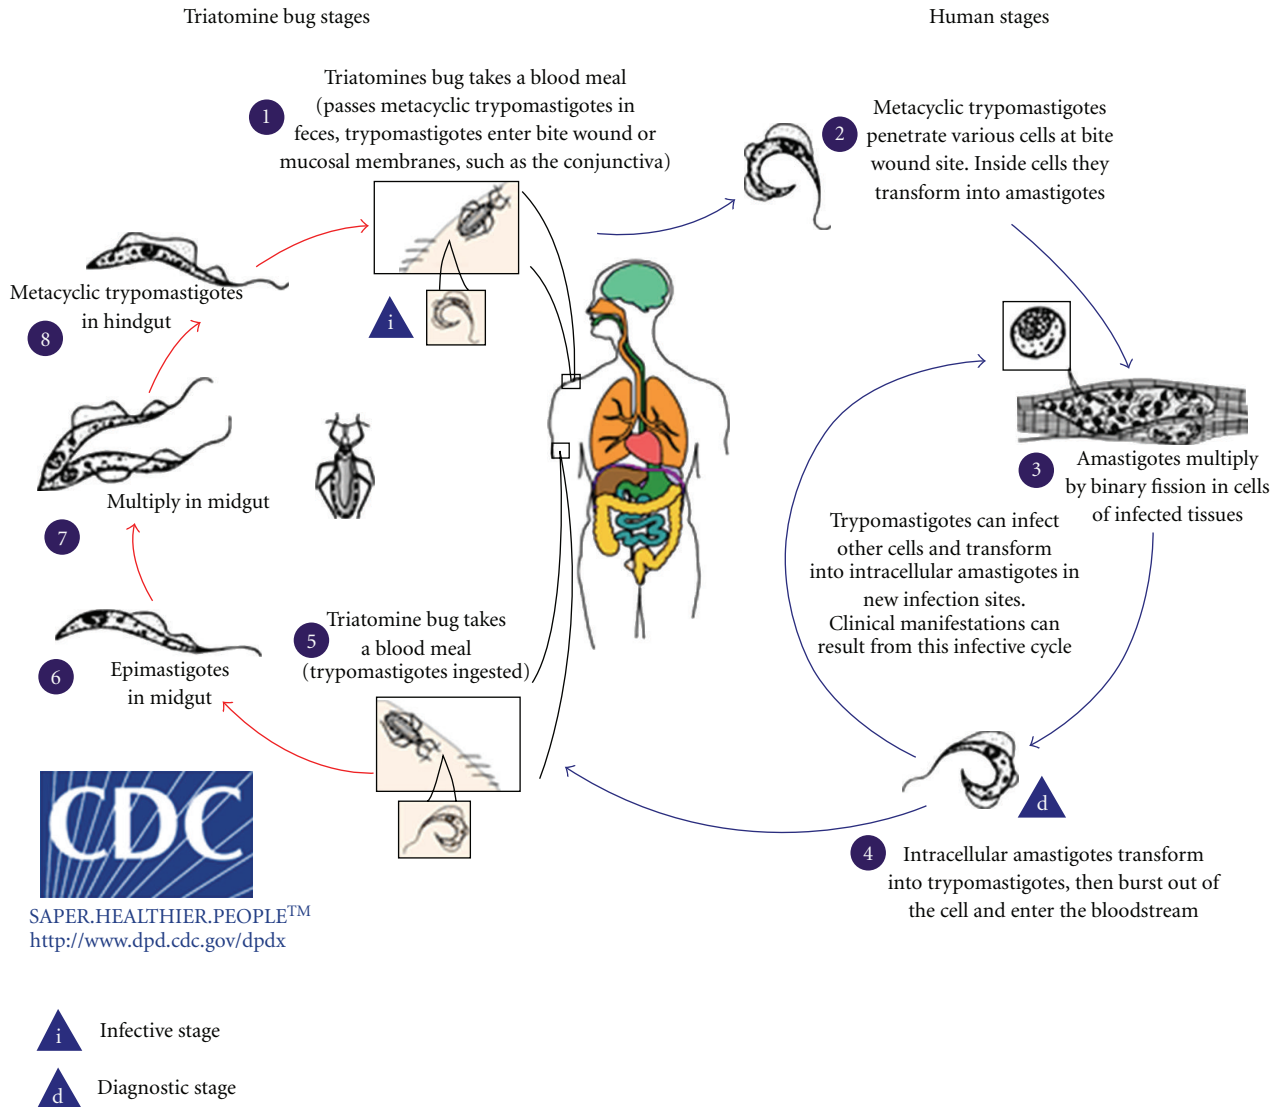 Triatomine bug stages
Human stages
1
Triatomines bug takes a blood meal
(passes metacyclic trypomastigotes in
feces, trypomastigotes enter bite wound or
mucosal membranes, such as the conjunctiva)
i
2
Metacyclic trypomastigotes
penetrate various cells at bite
wound site. Inside cells they
transform into amastigotes
3
Amastigotes multiply
by binary fission in cells
of infected tissues
Trypomastigotes can infect
other cells and transform
into intracellular amastigotes in
new infection sites.
Clinical manifestations can
result from this infective cycle
d
4
Intracellular amastigotes transform
into trypomastigotes, then burst out of
the cell and enter the bloodstream
5
Triatomine bug takes
a blood meal
(trypomastigotes ingested)
6
Epimastigotes
in midgut
7
Multiply in midgut
8
Metacyclic trypomastigotes
in hindgut
CDC
SAPER.HEALTHIER.PEOPLE™
http://www.dpd.cdc.gov/dpdx
i Infective stage
d Diagnostic stage